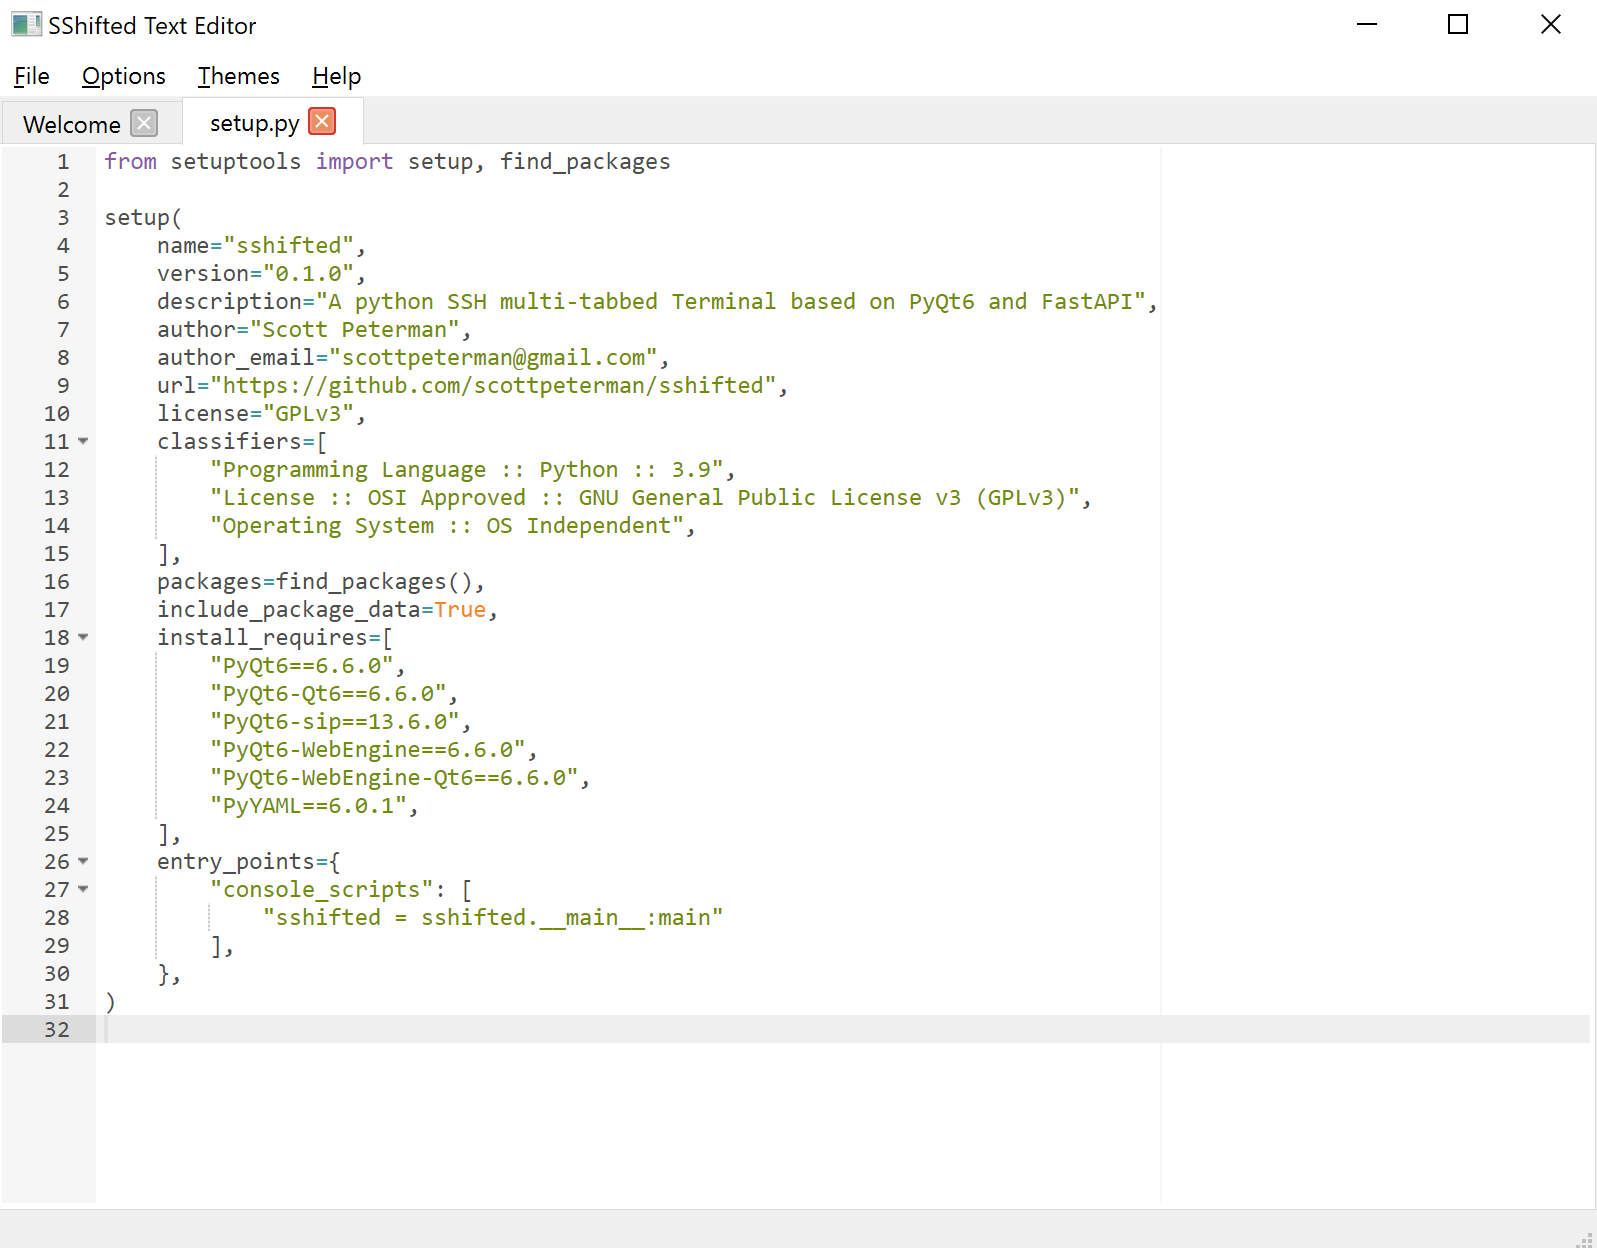 SShifted Text Editor
File Options Themes Help
Welcome setup.py
1 from setuptools import setup, find_packages
2
3 setup(
4     name="sshifted",
5     version="0.1.0",
6     description="A python SSH multi-tabbed Terminal based on PyQt6 and FastAPI",
7     author="Scott Peterman",
8     author_email="scottpeterman@gmail.com",
9     url="https://github.com/scottpeterman/sshifted",
10     license="GPLv3",
11     classifiers=[
12         "Programming Language :: Python :: 3.9",
13         "License :: OSI Approved :: GNU General Public License v3 (GPLv3)",
14         "Operating System :: OS Independent",
15     ],
16     packages=find_packages(),
17     include_package_data=True,
18     install_requires=[
19         "PyQt6==6.6.0",
20         "PyQt6-Qt6==6.6.0",
21         "PyQt6-sip==13.6.0",
22         "PyQt6-WebEngine==6.6.0",
23         "PyQt6-WebEngine-Qt6==6.6.0",
24         "PyYAML==6.0.1",
25     ],
26     entry_points={
27         "console_scripts": [
28             "sshifted = sshifted.__main__:main"
29         ],
30     },
31 )
32